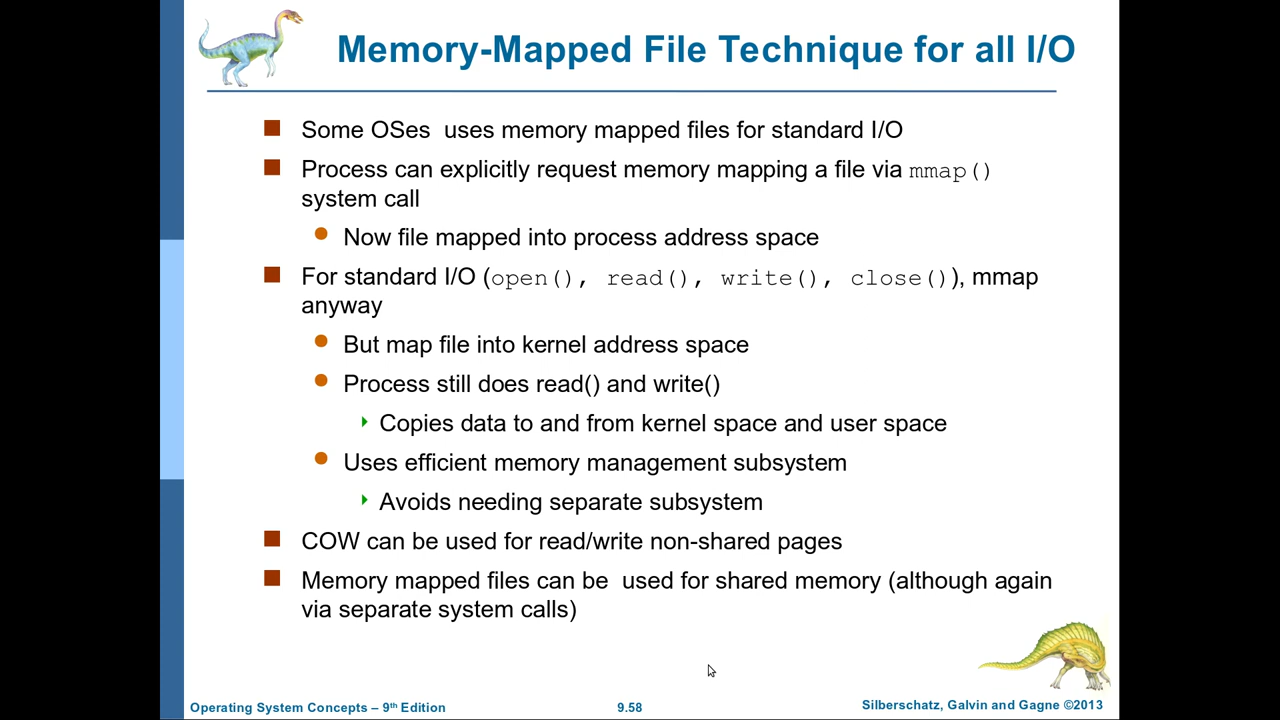 Memory-Mapped File Technique for all I/O
Some OSes uses memory mapped files for standard I/O
Process can explicitly request memory mapping a file via mmap()
system call
Now file mapped into process address space
For standard I/O (open(), read(), write(), close()), mmap
anyway
But map file into kernel address space
Process still does read() and write()
Copies data to and from kernel space and user space
Uses efficient memory management subsystem
Avoids needing separate subsystem
COW can be used for read/write non-shared pages
Memory mapped files can be used for shared memory (although again
via separate system calls)
Operating System Concepts – 9th Edition
9.58
Silberschatz, Galvin and Gagne ©2013